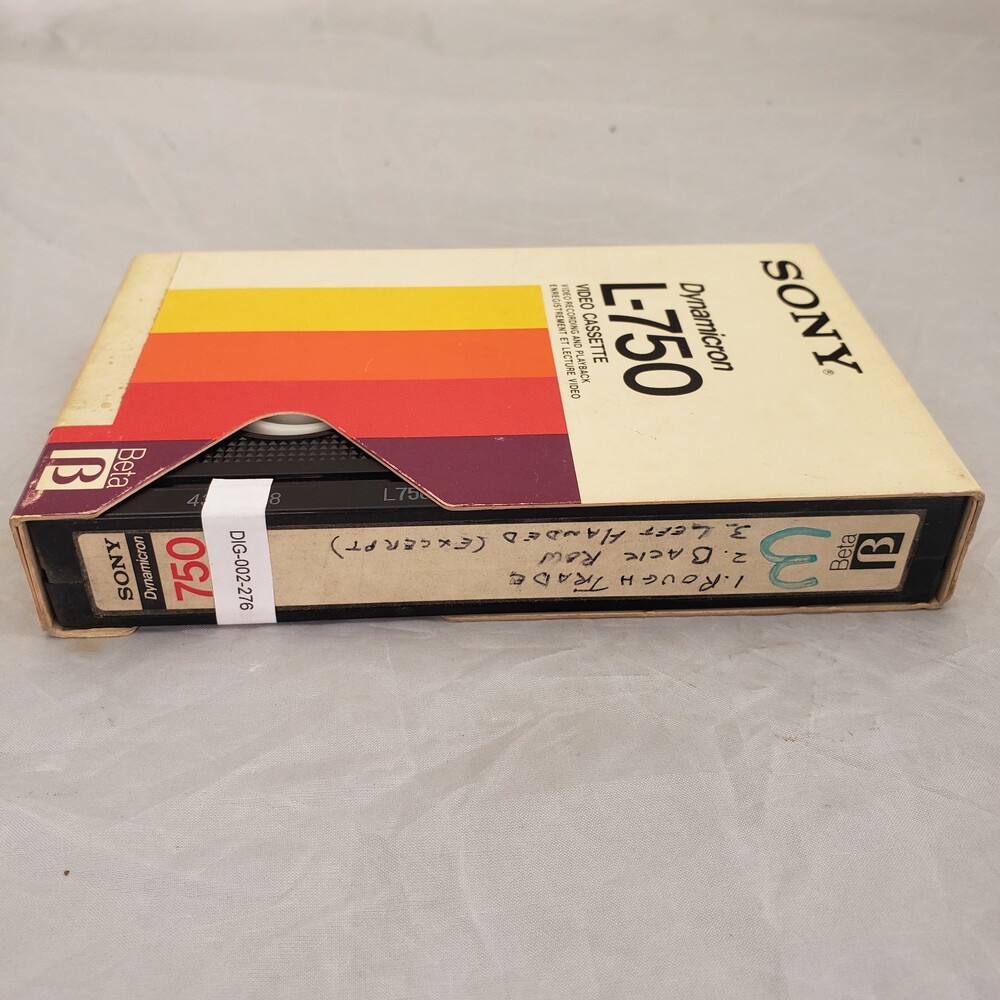 SONY®
Dynamicron
L-750
VIDEO CASSETTE
VIDEO RECORDING AND PLAYBACK
ENREGISTREMENT ET LECTURE VIDEO
Beta
β
L750
SONY
Dynamicron
750
DIG-002-276
1. ROUGH TRADE
2. BACK ROW
3. LEFT HANDED (EXCERPT)
3
Beta
β